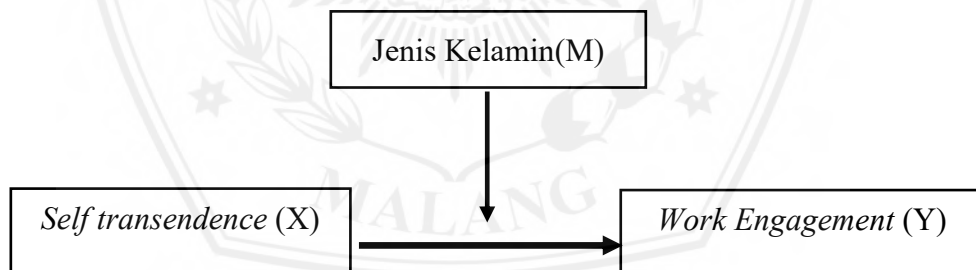 Jenis Kelamin(M)
MALANG
Self transendence (X)
Work Engagement (Y)